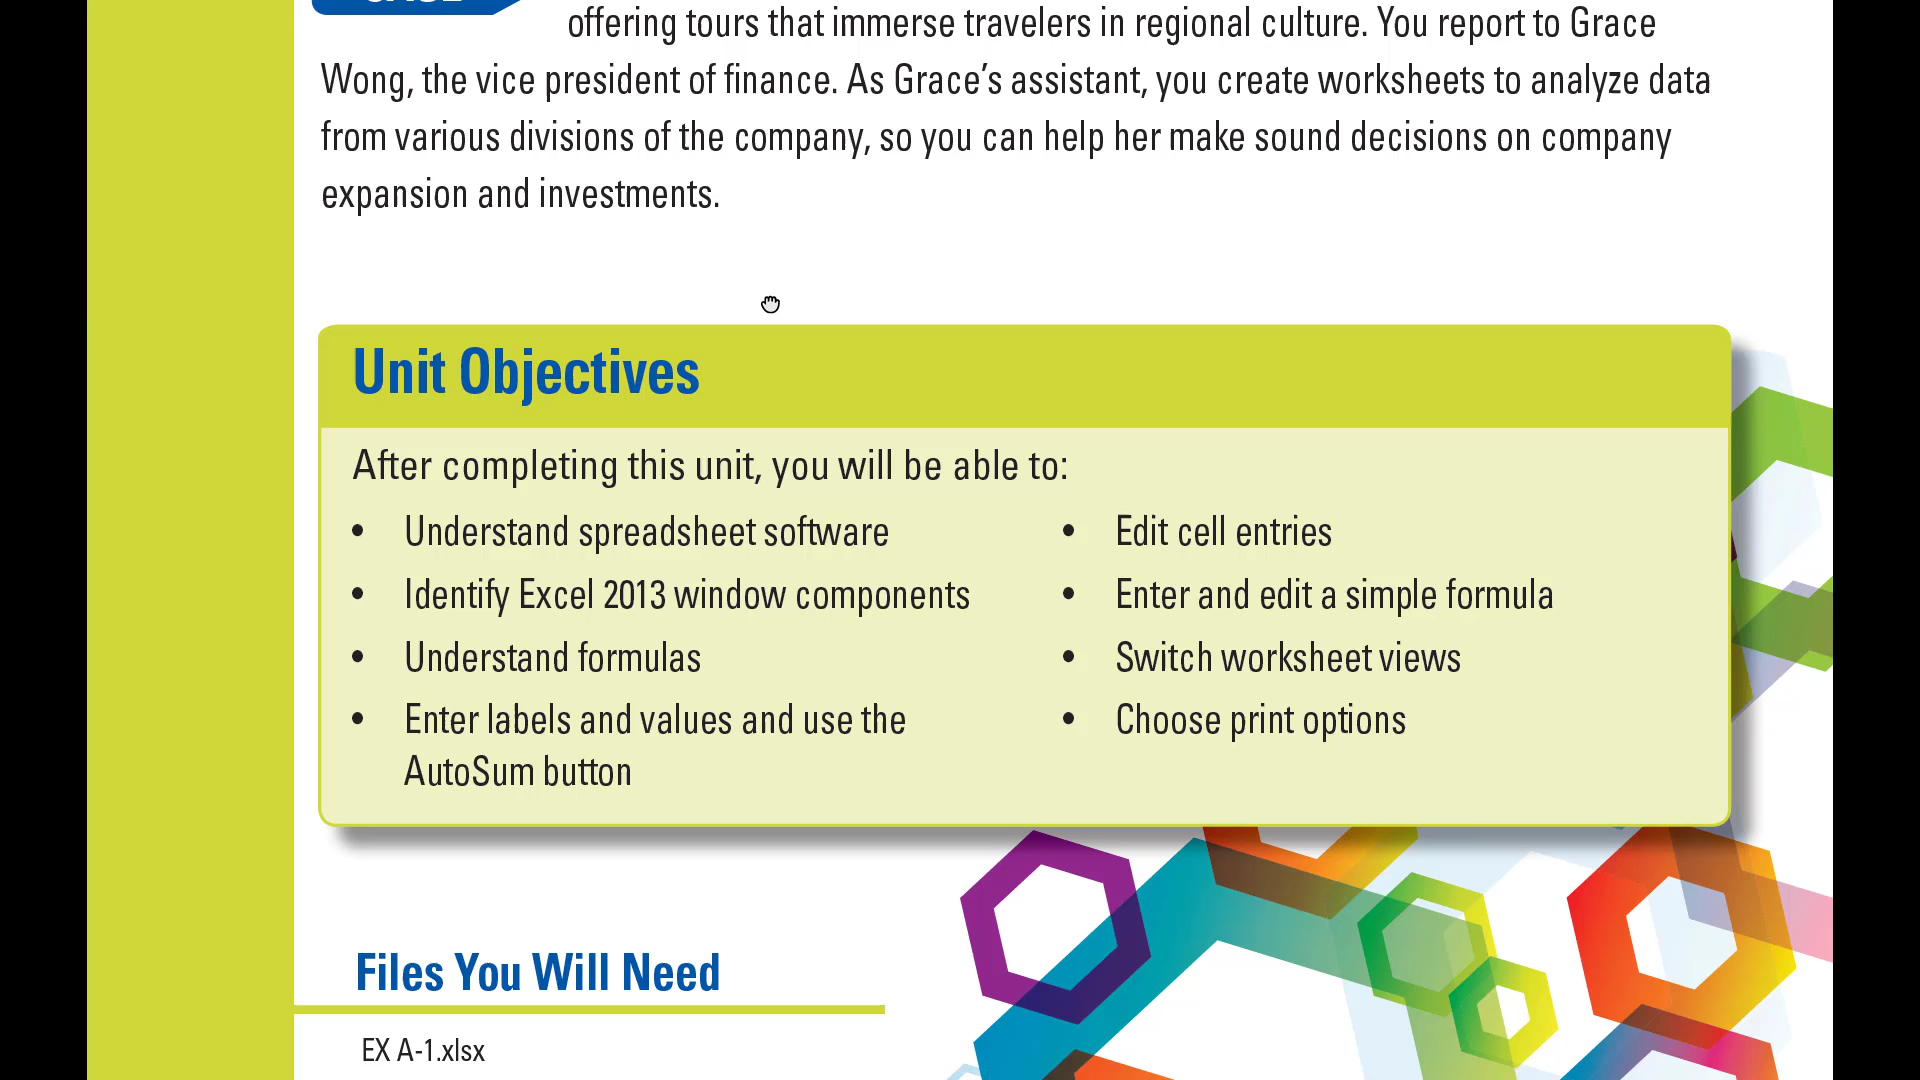 offering tours that immerse travelers in regional culture. You report to Grace
Wong, the vice president of finance. As Grace’s assistant, you create worksheets to analyze data
from various divisions of the company, so you can help her make sound decisions on company
expansion and investments.
Unit Objectives
After completing this unit, you will be able to:
• Understand spreadsheet software
• Identify Excel 2013 window components
• Understand formulas
• Enter labels and values and use the
AutoSum button
• Edit cell entries
• Enter and edit a simple formula
• Switch worksheet views
• Choose print options
Files You Will Need
EX A-1.xlsx